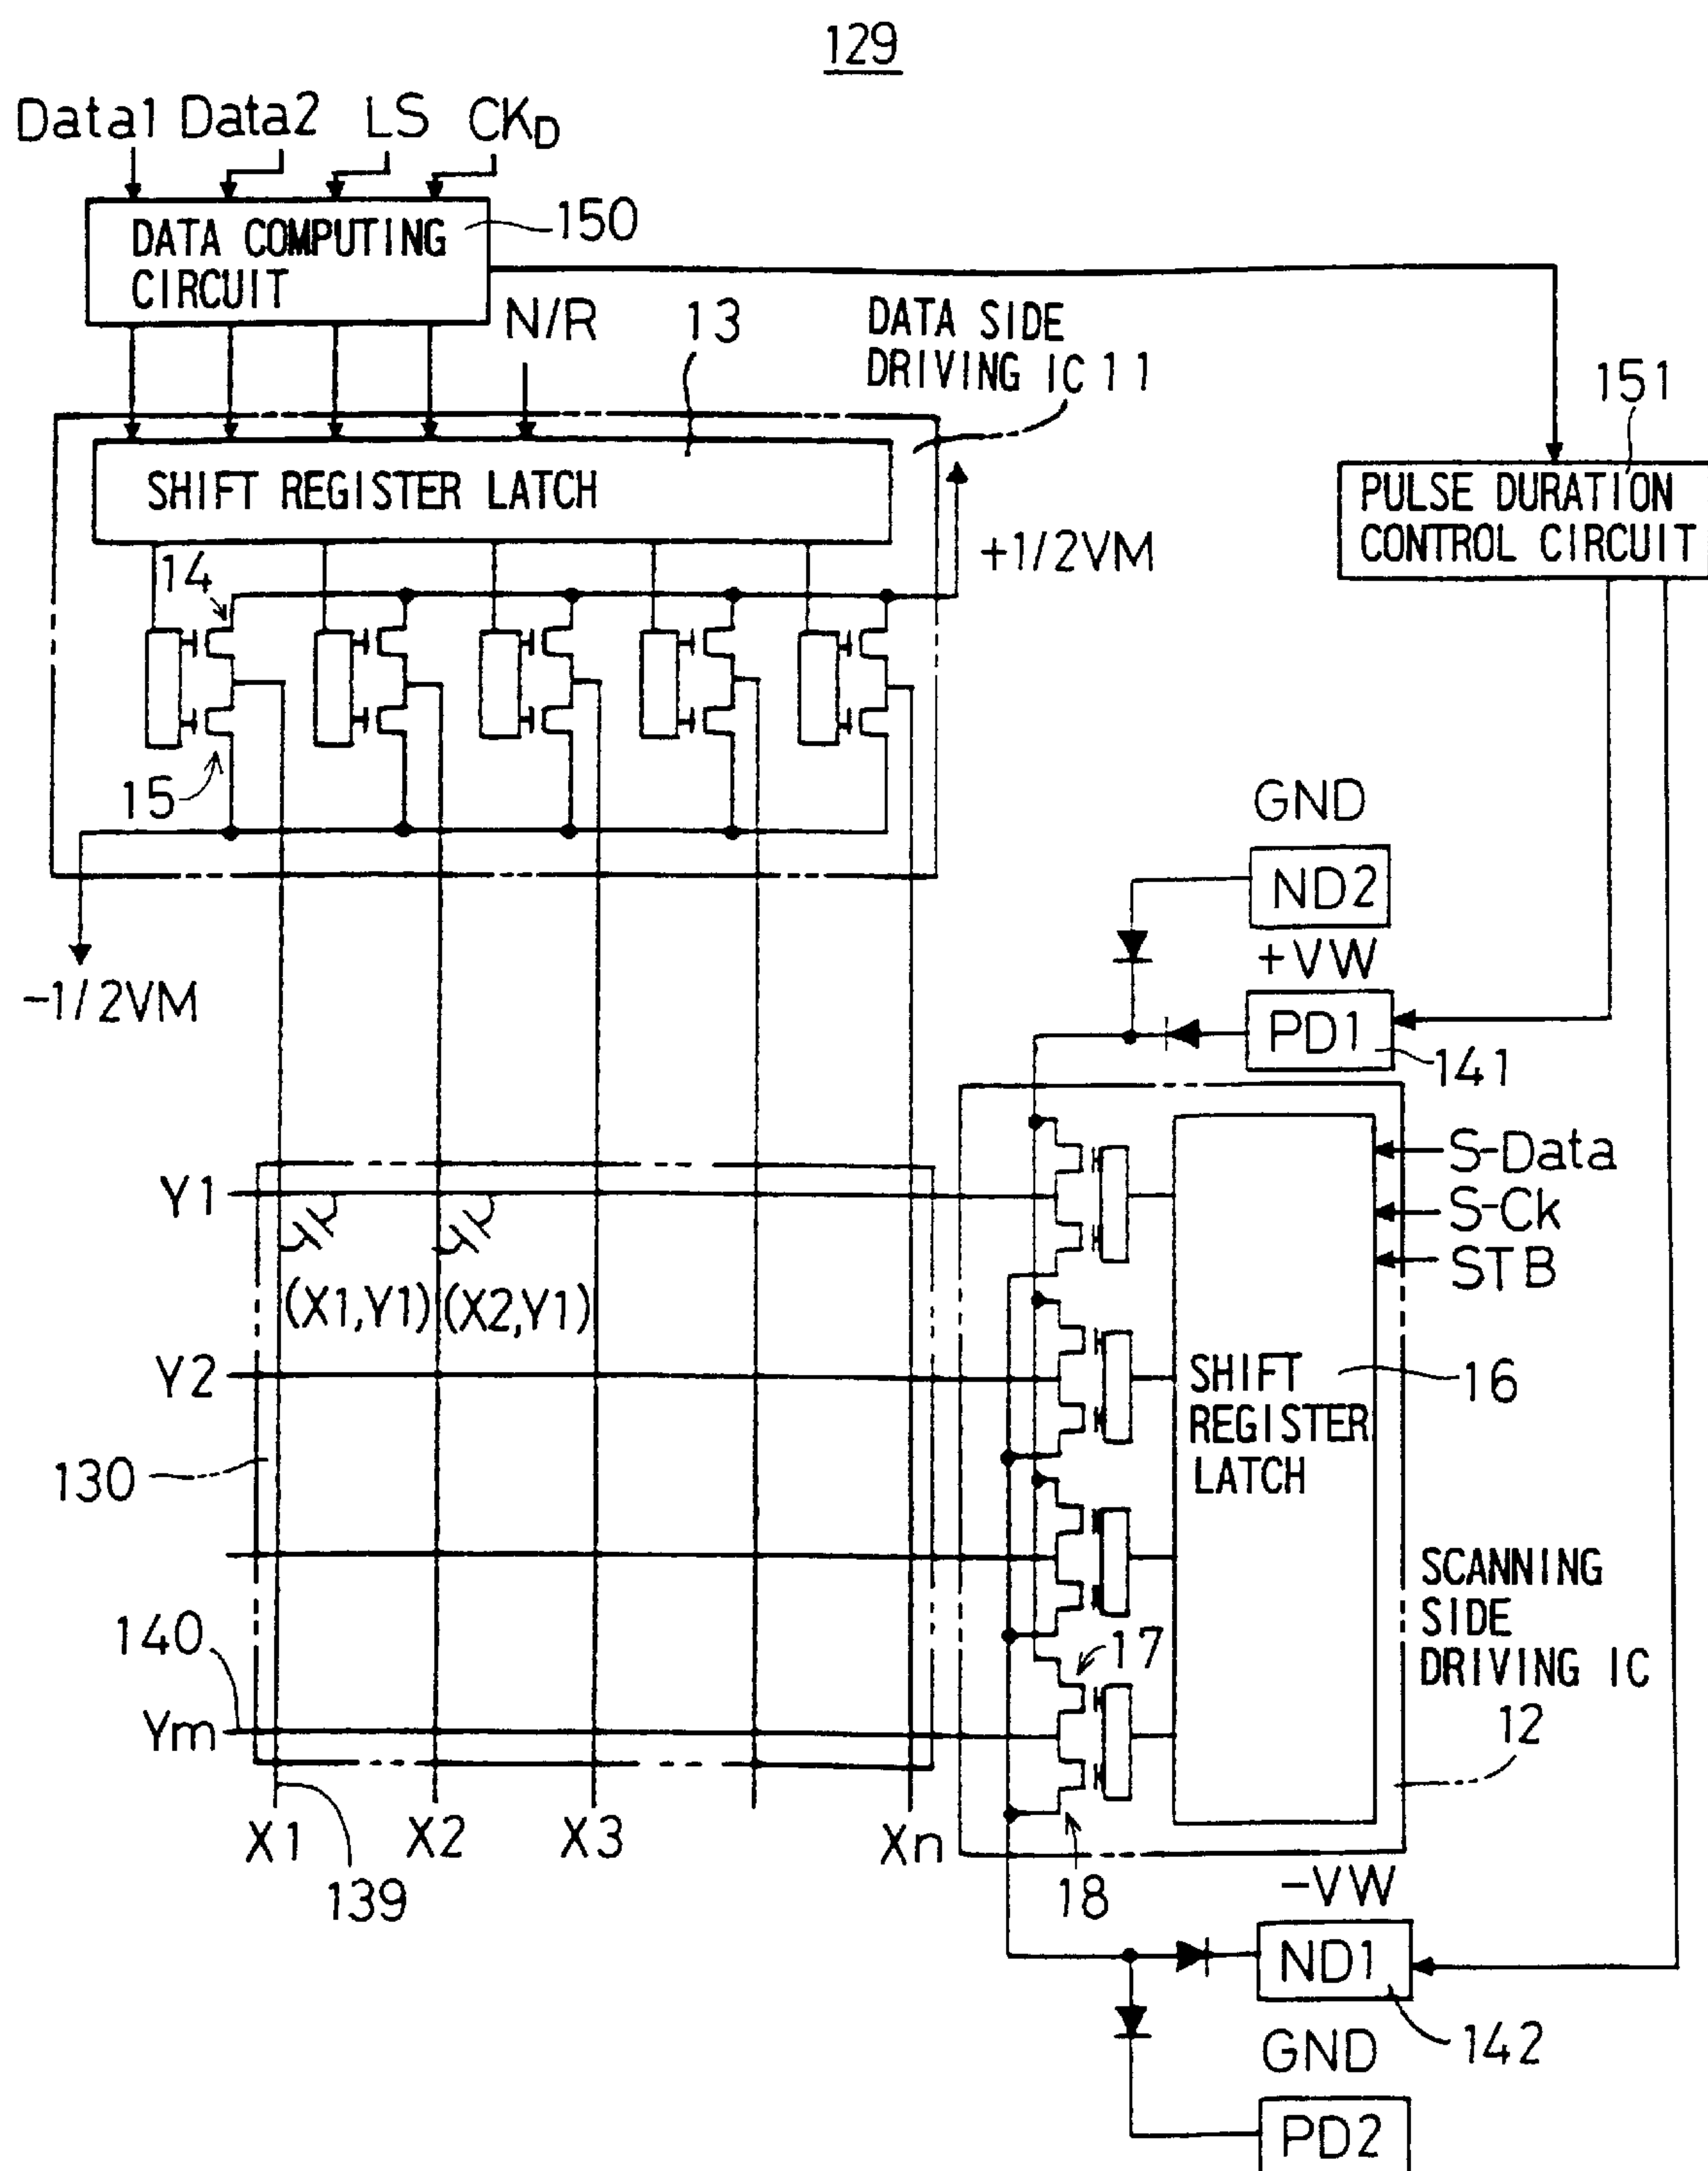 129
Data1 Data2 LS CKD
DATA COMPUTING
CIRCUIT
150
N/R
13
DATA SIDE
DRIVING IC 11
151
SHIFT REGISTER LATCH
PULSE DURATION
CONTROL CIRCUIT
+1/2VM
14
15
-1/2VM
GND
ND2
+VW
PD1
141
S-Data
S-Ck
STB
Y1
(X1,Y1) (X2,Y1)
Y2
SHIFT
REGISTER
LATCH
16
130
SCANNING
SIDE
DRIVING IC
12
140
17
Ym
X1 X2 X3 Xn
139
18
-VW
ND1
142
GND
PD2